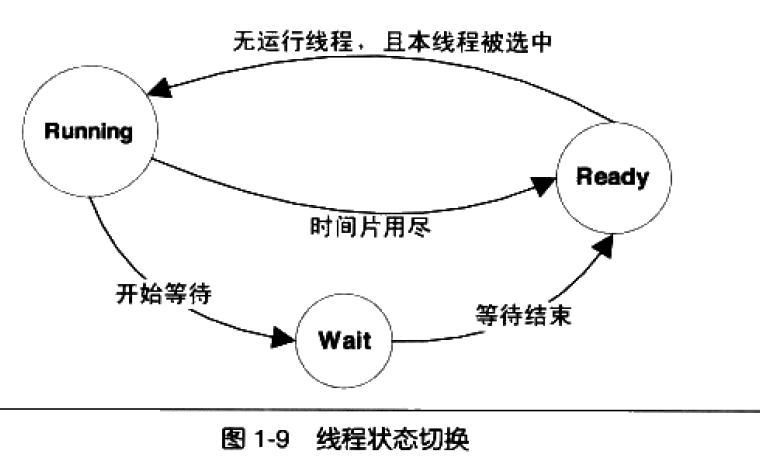 无运行线程，且本线程被选中
Running
Ready
时间片用尽
开始等待
等待结束
Wait
图 1-9 线程状态切换